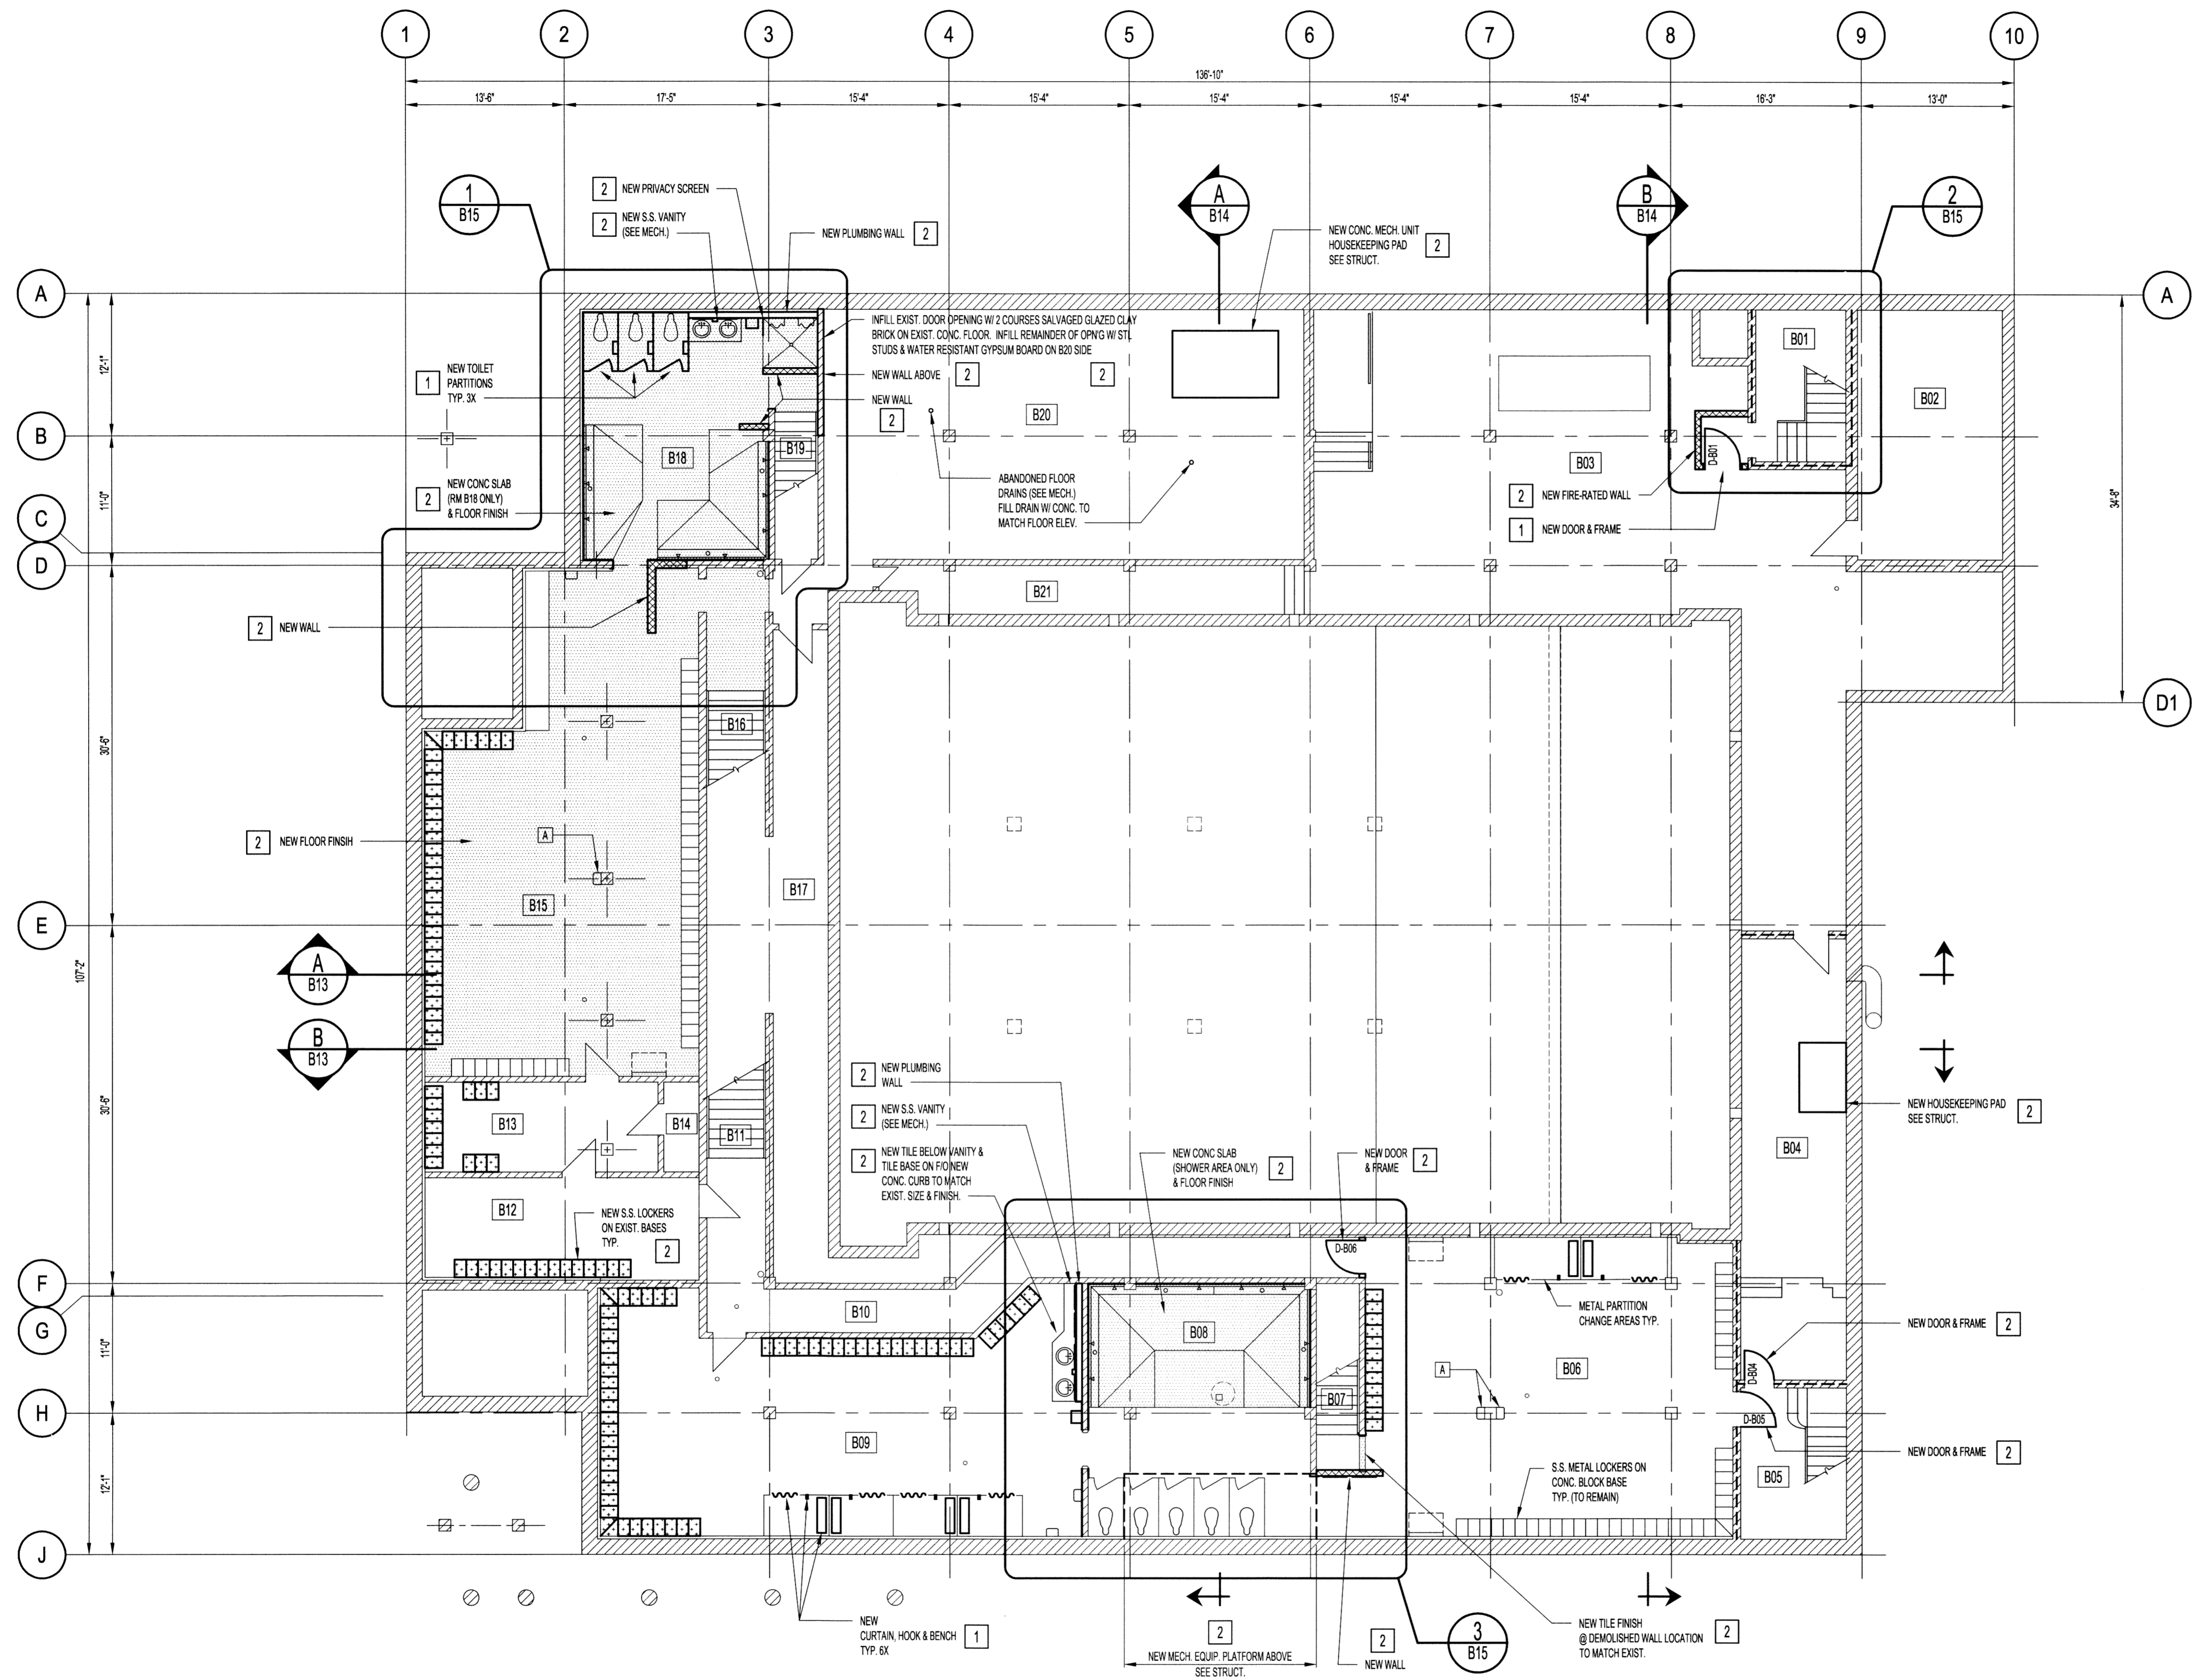 1 2 3 4 5 6 7 8 9 10
136'-10"
13'-6" 17'-5" 15'-4" 15'-4" 15'-4" 15'-4" 15'-4" 16'-3" 13'-0"
1
B15
2 NEW PRIVACY SCREEN
2 NEW S.S. VANITY
(SEE MECH.)
NEW PLUMBING WALL 2
A
B14
NEW CONC. MECH. UNIT
HOUSEKEEPING PAD
SEE STRUCT.
2
B
B14
2
B15
A
A
INFILL EXIST. DOOR OPENING W/ 2 COURSES SALVAGED GLAZED CLAY
BRICK ON EXIST. CONC. FLOOR. INFILL REMAINDER OF OPN'G W/ STL
STUDS & WATER RESISTANT GYPSUM BOARD ON B20 SIDE
2
NEW WALL ABOVE 2
NEW WALL
2
1 NEW TOILET
PARTITIONS
TYP. 3X
12'-1"
B01
B02
B20
B
B18
B19
B03
D-B01
2 NEW CONC SLAB
(RM B18 ONLY)
& FLOOR FINISH
ABANDONED FLOOR
DRAINS (SEE MECH.)
FILL DRAIN W/ CONC. TO
MATCH FLOOR ELEV.
2 NEW FIRE-RATED WALL
1 NEW DOOR & FRAME
11'-0"
34'-8"
C
D
B21
2 NEW WALL
D1
B16
30'-6"
2 NEW FLOOR FINSIH
A
B15
B17
E
107'-2"
A
B13
B
B13
2 NEW PLUMBING
WALL
2 NEW S.S. VANITY
(SEE MECH.)
2 NEW TILE BELOW VANITY &
TILE BASE ON F/O NEW
CONC. CURB TO MATCH
EXIST. SIZE & FINISH.
NEW CONC SLAB
(SHOWER AREA ONLY)
& FLOOR FINISH
2
NEW DOOR
& FRAME
2
NEW HOUSEKEEPING PAD
SEE STRUCT.
2
30'-6"
B13
B14
B11
B04
B12
NEW S.S. LOCKERS
ON EXIST. BASES
TYP.
2
D-B06
F
G
B10
B08
METAL PARTITION
CHANGE AREAS TYP.
NEW DOOR & FRAME 2
11'-0"
A
B06
D-B04
B07
H
D-B05
B09
NEW DOOR & FRAME 2
B05
S.S. METAL LOCKERS ON
CONC. BLOCK BASE
TYP. (TO REMAIN)
12'-1"
J
NEW
CURTAIN, HOOK & BENCH
TYP. 6X
1
2
NEW MECH. EQUIP. PLATFORM ABOVE
SEE STRUCT.
2
NEW WALL
3
B15
NEW TILE FINISH
@ DEMOLISHED WALL LOCATION
TO MATCH EXIST.
2